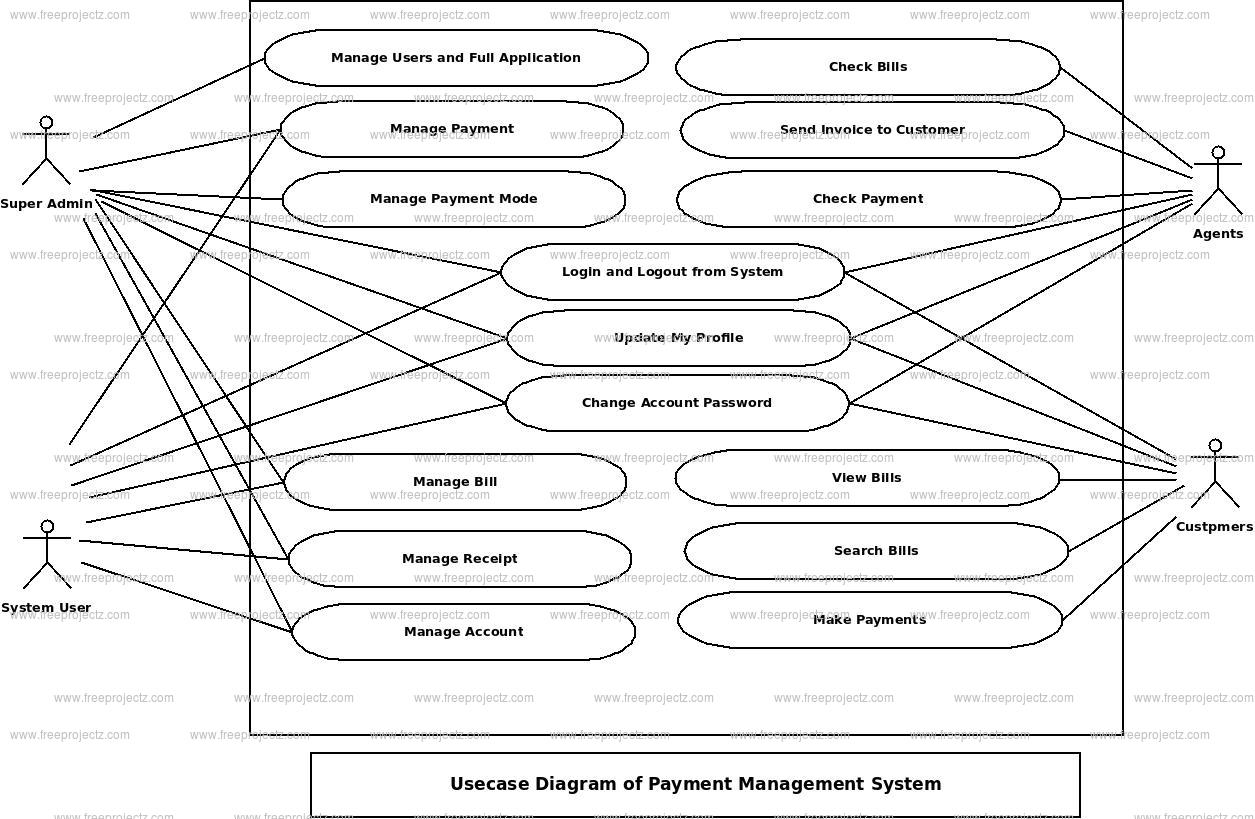 Manage Users and Full Application
Check Bills
Manage Payment
Send Invoice to Customer
Super Admin
Manage Payment Mode
Check Payment
Agents
Login and Logout from System
Update My Profile
Change Account Password
Manage Bill
View Bills
Custpmers
Manage Receipt
Search Bills
System User
Manage Account
Make Payments
Usecase Diagram of Payment Management System
www.freeprojectz.com